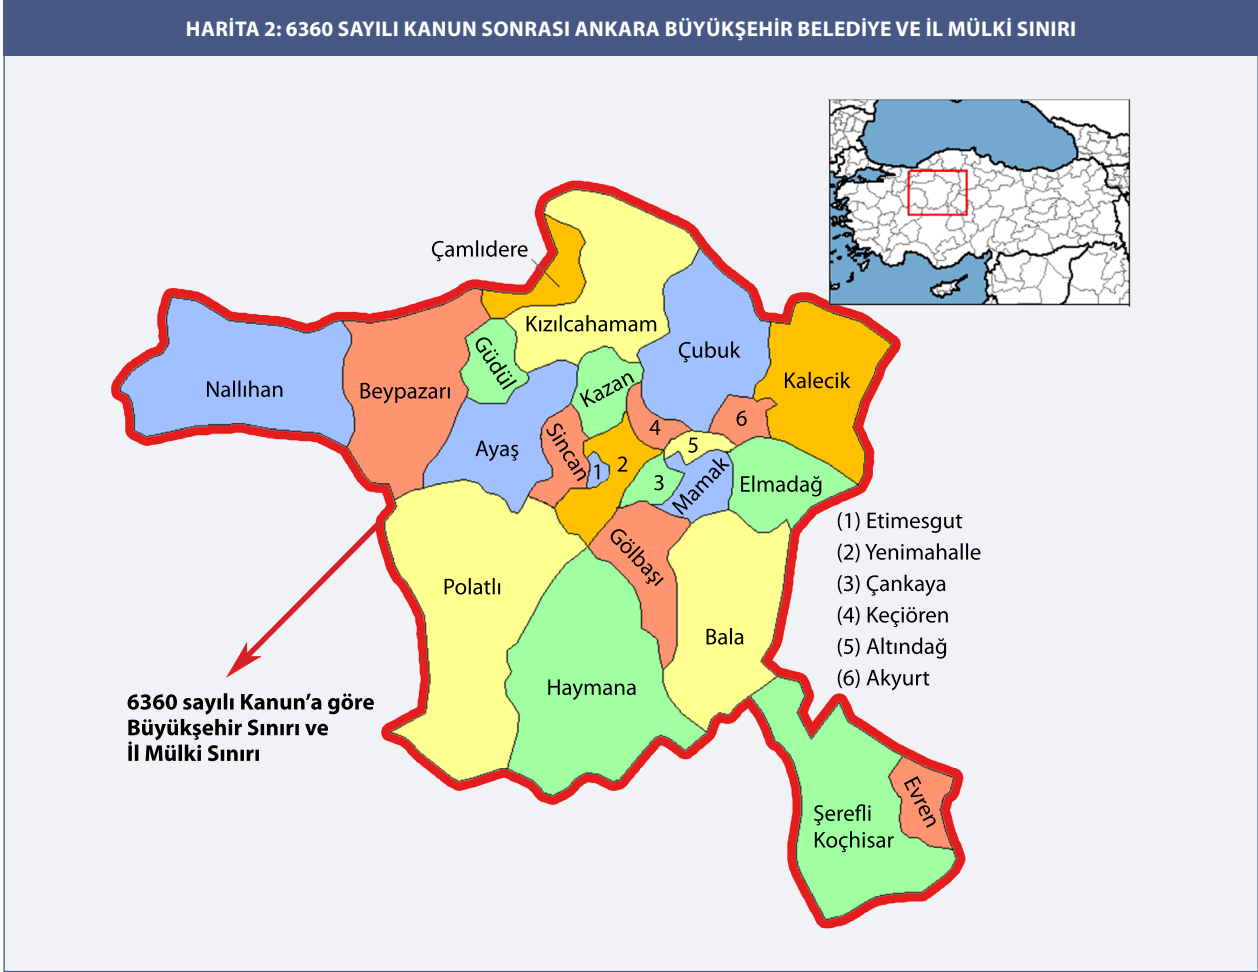 HARİTA 2: 6360 SAYILI KANUN SONRASI ANKARA BÜYÜKŞEHİR BELEDİYE VE İL MÜLKİ SINIRI
Çamlıdere
Kızılcahamam
Çubuk
Güdül
Kazan
Kalecik
Nallıhan
Beypazarı
Ayaş
Sincan
1
2
3
4
5
6
Mamak
Elmadağ
(1) Etimesgut
(2) Yenimahalle
(3) Çankaya
(4) Keçiören
(5) Altındağ
(6) Akyurt
Gölbaşı
Polatlı
Bala
Haymana
6360 sayılı Kanun’a göre
Büyükşehir Sınırı ve
İl Mülki Sınırı
Şerefli
Koçhisar
Evren